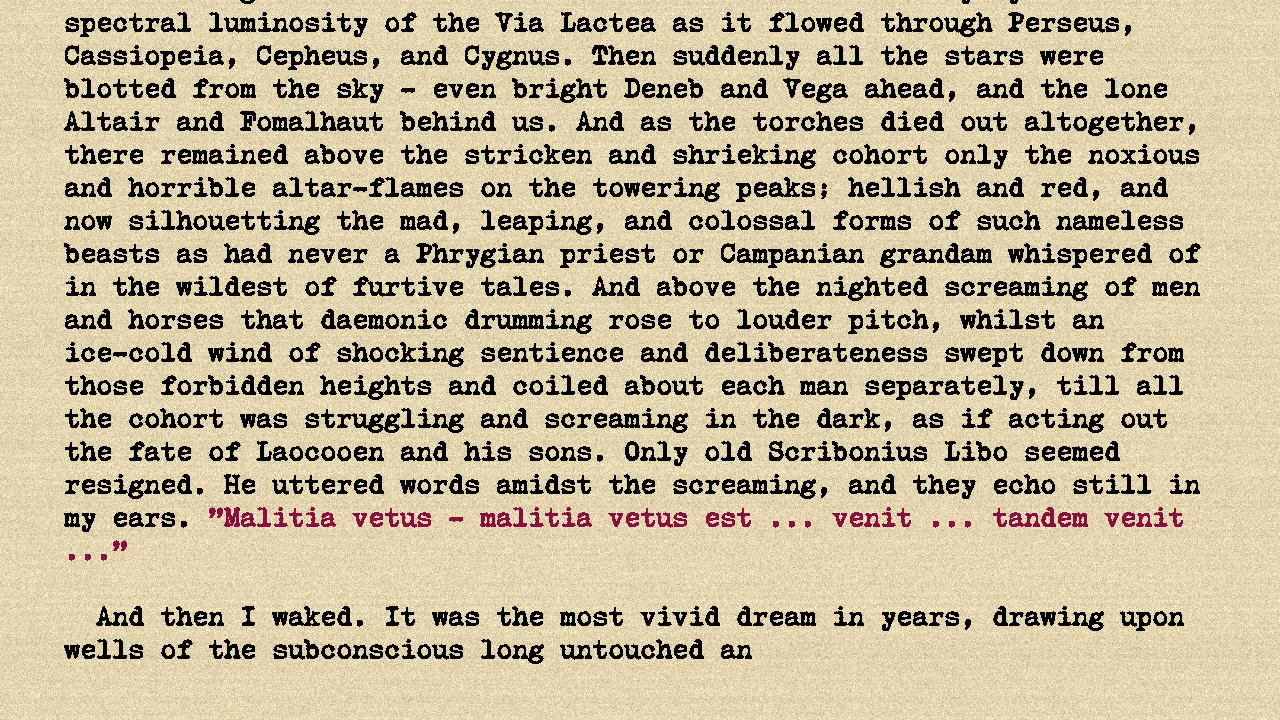 spectral luminosity of the Via Lactea as it flowed through Perseus,
Cassiopeia, Cepheus, and Cygnus. Then suddenly all the stars were
blotted from the sky – even bright Deneb and Vega ahead, and the lone
Altair and Fomalhaut behind us. And as the torches died out altogether,
there remained above the stricken and shrieking cohort only the noxious
and horrible altar-flames on the towering peaks; hellish and red, and
now silhouetting the mad, leaping, and colossal forms of such nameless
beasts as had never a Phrygian priest or Campanian grandam whispered of
in the wildest of furtive tales. And above the nighted screaming of men
and horses that daemonic drumming rose to louder pitch, whilst an
ice-cold wind of shocking sentience and deliberateness swept down from
those forbidden heights and coiled about each man separately, till all
the cohort was struggling and screaming in the dark, as if acting out
the fate of Laocooen and his sons. Only old Scribonius Libo seemed
resigned. He uttered words amidst the screaming, and they echo still in
my ears. ”Malitia vetus – malitia vetus est ... venit ... tandem venit
...”
And then I waked. It was the most vivid dream in years, drawing upon
wells of the subconscious long untouched an